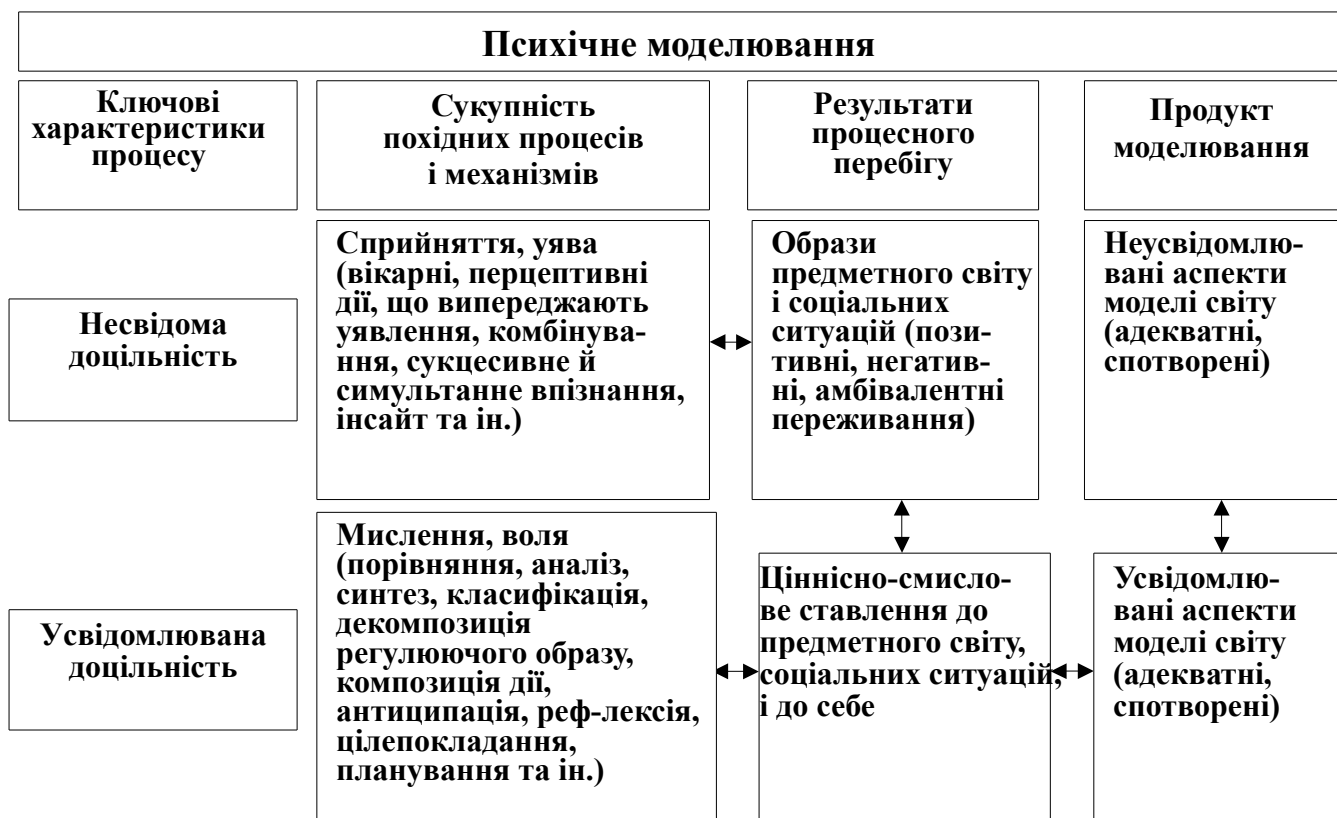 Психічне моделювання
Ключові
характеристики
процесу
Сукупність
похідних процесів
і механізмів
Результати
процесного
перебігу
Продукт
моделювання
Несвідома
доцільність
Сприйняття, уява
(вікарні, перцептивні
дії, що випереджають
уявлення, комбінува-
ння, сукцесивне й
симультанне впізнання,
інсайт та ін.)
Образи
предметного світу
і соціальних
ситуацій (пози-
тивні, негатив-
ні, амбівалентні
переживання)
Неусвідомлю-
вані аспекти
моделі світу
(адекватні,
спотворені)
Усвідомлювана
доцільність
Мислення, воля
(порівняння, аналіз,
синтез, класифікація,
декомпозиція
регулюючого образу,
композиція дії,
антиципація, реф-лексія,
цілепокладання,
планування та ін.)
Ціннісно-смисло-
ве ставлення до
предметного світу,
соціальних ситуацій,
і до себе
Усвідомлю-
вані аспекти
моделі світу
(адекватні,
спотворені)